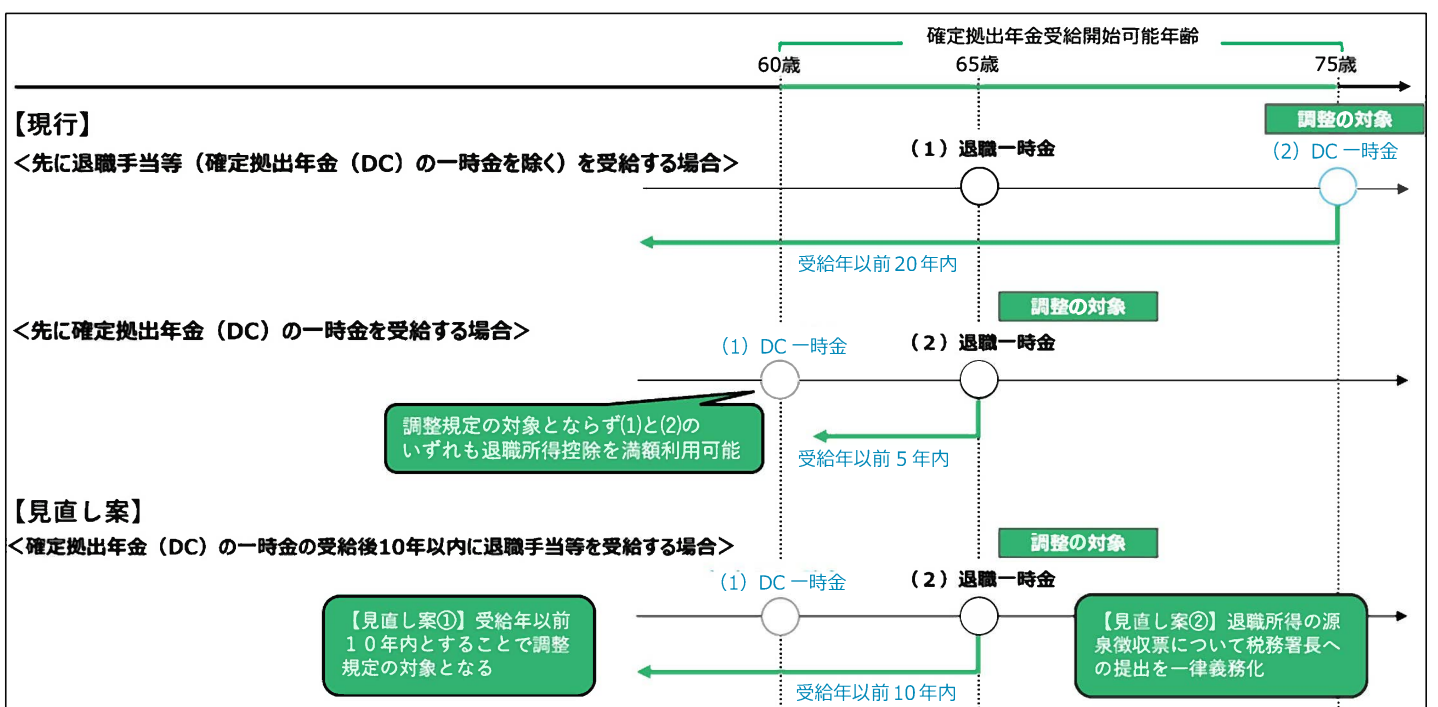 確定拠出年金受給開始可能年齢
60歳
65歳
75歳
【現行】
調整の対象
＜先に退職手当等（確定拠出年金（DC）の一時金を除く）を受給する場合＞
（1）退職一時金
（2）DC 一時金
受給年以前20年内
調整の対象
＜先に確定拠出年金（DC）の一時金を受給する場合＞
（1）DC 一時金
（2）退職一時金
調整規定の対象とならず⑴と⑵の
いずれも退職所得控除を満額利用可能
受給年以前 5 年内
【見直し案】
＜確定拠出年金（DC）の一時金の受給後10年以内に退職手当等を受給する場合＞
調整の対象
（1）DC 一時金
（2）退職一時金
【見直し案①】受給年以前
１０年内とすることで調整
規定の対象となる
【見直し案②】退職所得の源
泉徴収票について税務署長へ
の提出を一律義務化
受給年以前10年内